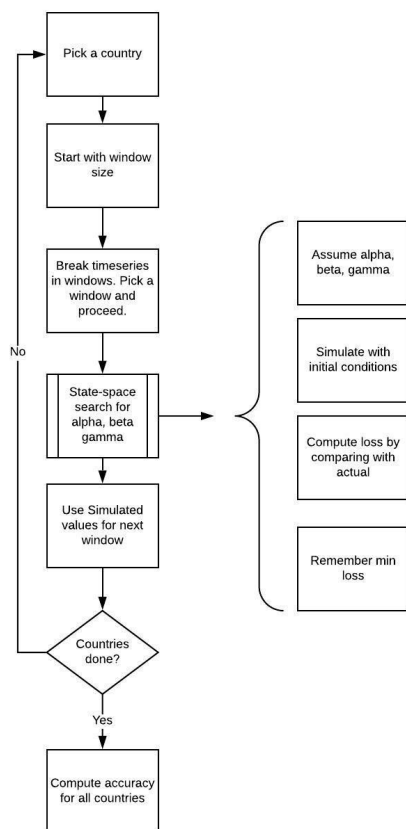 Pick a country
Start with window
size
Break timeseries
in windows. Pick a
window and
proceed.
No
State-space
search for
alpha, beta
gamma
Use Simulated
values for next
window
Countries
done?
Yes
Compute accuracy
for all countries
Assume alpha,
beta, gamma
Simulate with
initial conditions
Compute loss by
comparing with
actual
Remember min
loss